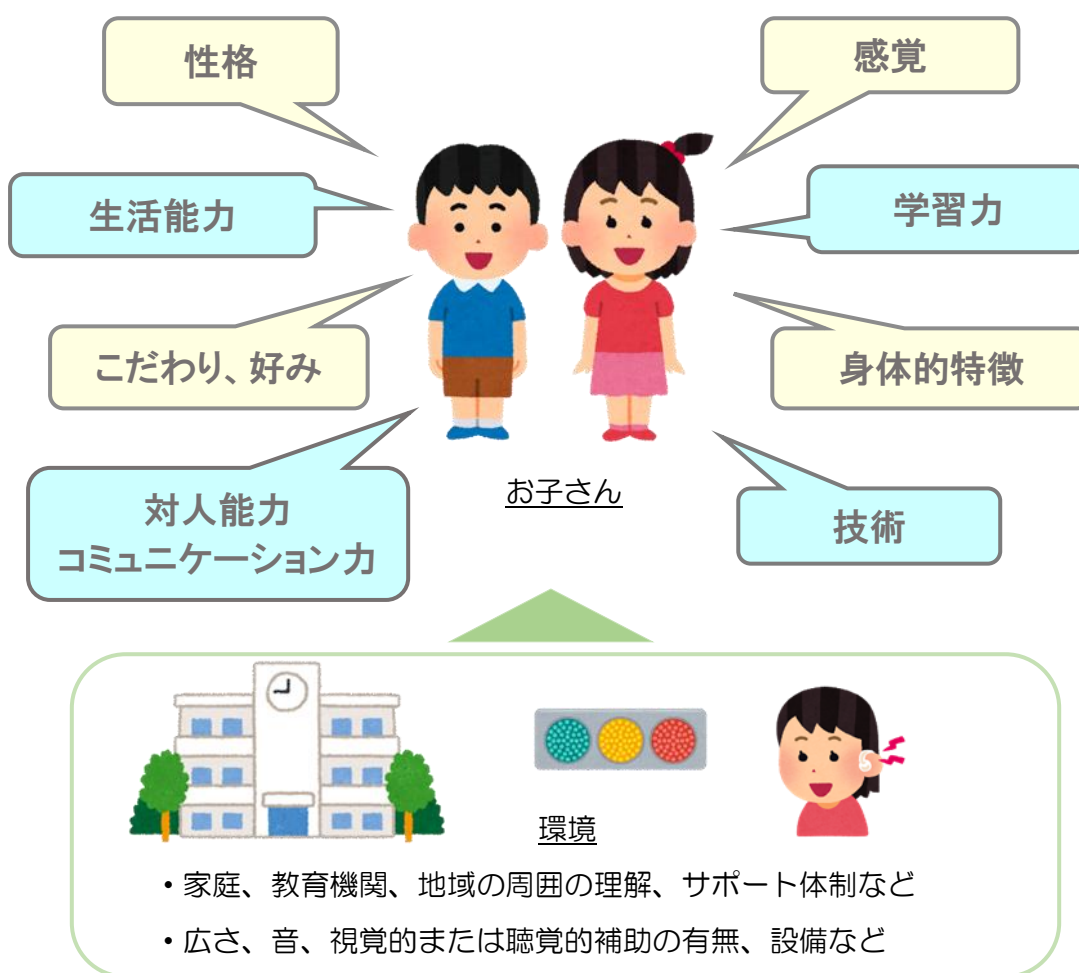 性格
感覚
生活能力
学習力
こだわり、好み
身体的特徴
対人能力
コミュニケーション力
技術
お子さん
環境
・家庭、教育機関、地域の周囲の理解、サポート体制など
・広さ、音、視覚的または聴覚的補助の有無、設備など